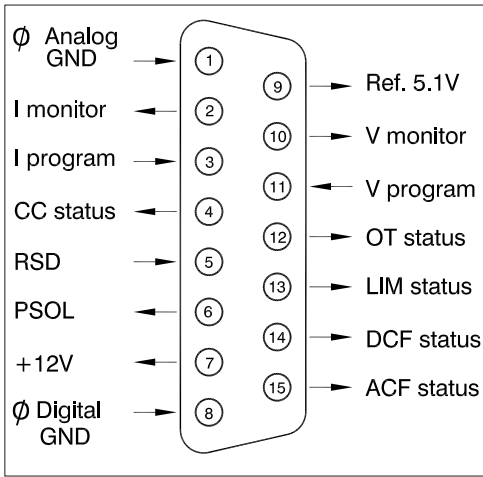 Ø Analog
GND
I monitor
I program
CC status
RSD
PSOL
+12V
Ø Digital
GND
1
2
3
4
5
6
7
8
9
10
11
12
13
14
15
Ref. 5.1V
V monitor
V program
OT status
LIM status
DCF status
ACF status